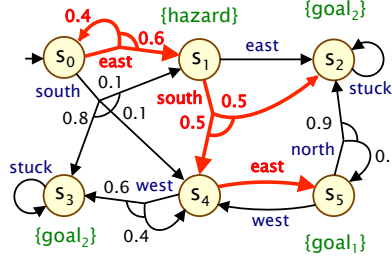 {hazard} {goal₂}
0.4 0.6
s₀ east s₁ east s₂
south 0.1 south 0.5 stuck
0.8 0.1 0.5 0.9
stuck 0.6 west east north 0.
s₃ s₄ s₅
0.4 west
{goal₂} {goal₁}